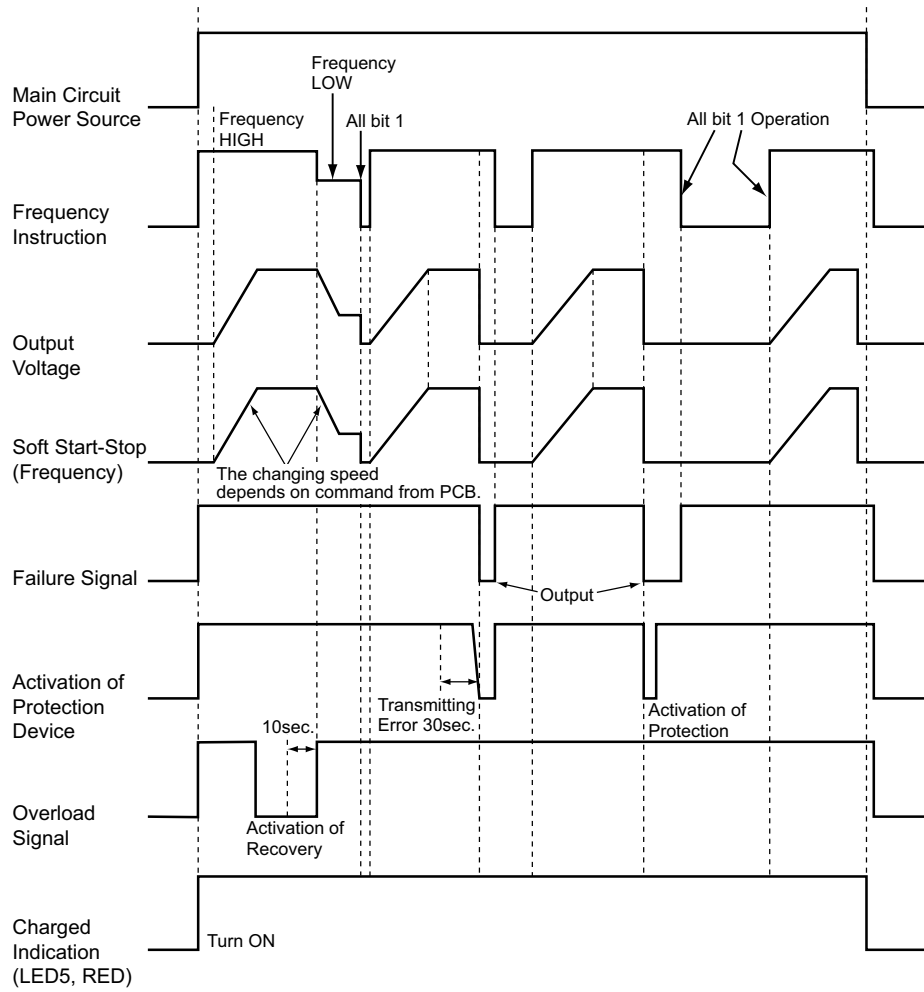 Frequency
LOW
Main Circuit
Power Source
Frequency
HIGH
All bit 1
All bit 1 Operation
Frequency
Instruction
Output
Voltage
Soft Start-Stop
(Frequency)
The changing speed
depends on command from PCB.
Failure Signal
Output
Activation of
Protection
Device
Transmitting
Error 30sec.
Activation of
Protection
10sec.
Overload
Signal
Activation of
Recovery
Charged
Indication
(LED5, RED)
Turn ON